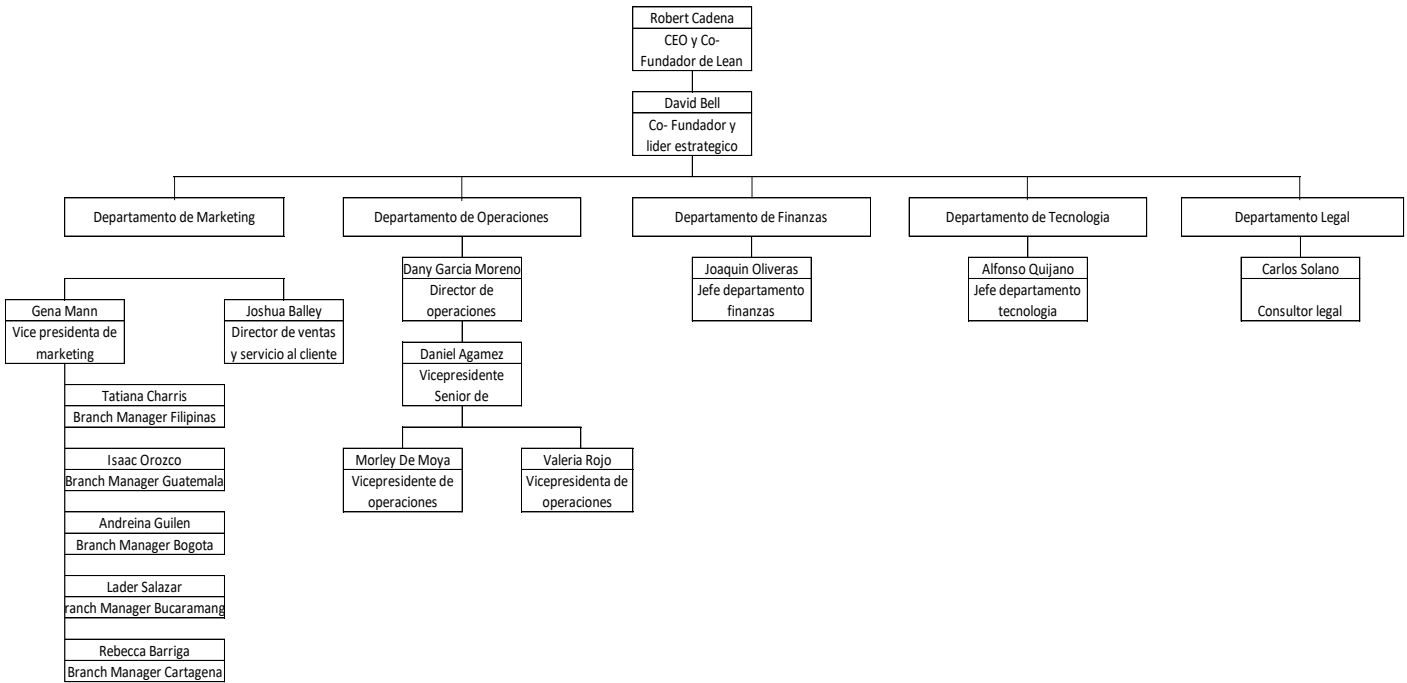 Robert Cadena
CEO y Co-
Fundador de Lean
David Bell
Co- Fundador y
lider estrategico
Departamento de Marketing
Departamento de Operaciones
Departamento de Finanzas
Departamento de Tecnologia
Departamento Legal
Gena Mann
Vice presidenta de
marketing
Joshua Balley
Director de ventas
y servicio al cliente
Tatiana Charris
Branch Manager Filipinas
Isaac Orozco
Branch Manager Guatemala
Andreina Guilen
Branch Manager Bogota
Lader Salazar
ranch Manager Bucaramang
Rebecca Barriga
Branch Manager Cartagena
Dany Garcia Moreno
Director de
operaciones
Daniel Agamez
Vicepresidente
Senior de
Morley De Moya
Vicepresidente de
operaciones
Valeria Rojo
Vicepresidenta de
operaciones
Joaquin Oliveras
Jefe departamento
finanzas
Alfonso Quijano
Jefe departamento
tecnologia
Carlos Solano
Consultor legal